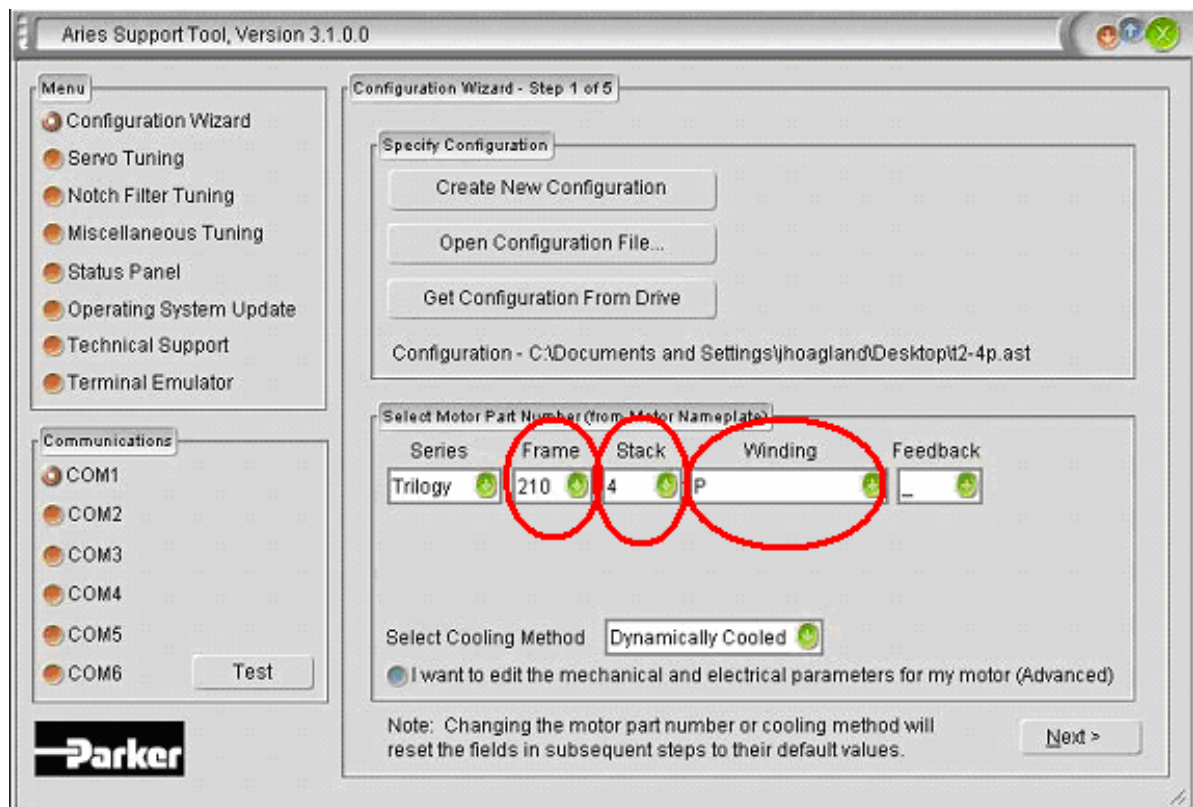 Aries Support Tool, Version 3.1.0.0
Menu
Configuration Wizard
Servo Tuning
Notch Filter Tuning
Miscellaneous Tuning
Status Panel
Operating System Update
Technical Support
Terminal Emulator
Communications
COM1
COM2
COM3
COM4
COM5
COM6
Test
Parker
Configuration Wizard - Step 1 of 5
Specify Configuration
Create New Configuration
Open Configuration File...
Get Configuration From Drive
Configuration - C:\Documents and Settings\jhoagland\Desktop\t2-4p.ast
Select Motor Part Number (from Motor Nameplate)
Series Frame Stack Winding Feedback
Trilogy 210 4 P _
Select Cooling Method Dynamically Cooled
I want to edit the mechanical and electrical parameters for my motor (Advanced)
Note: Changing the motor part number or cooling method will
reset the fields in subsequent steps to their default values.
Next >